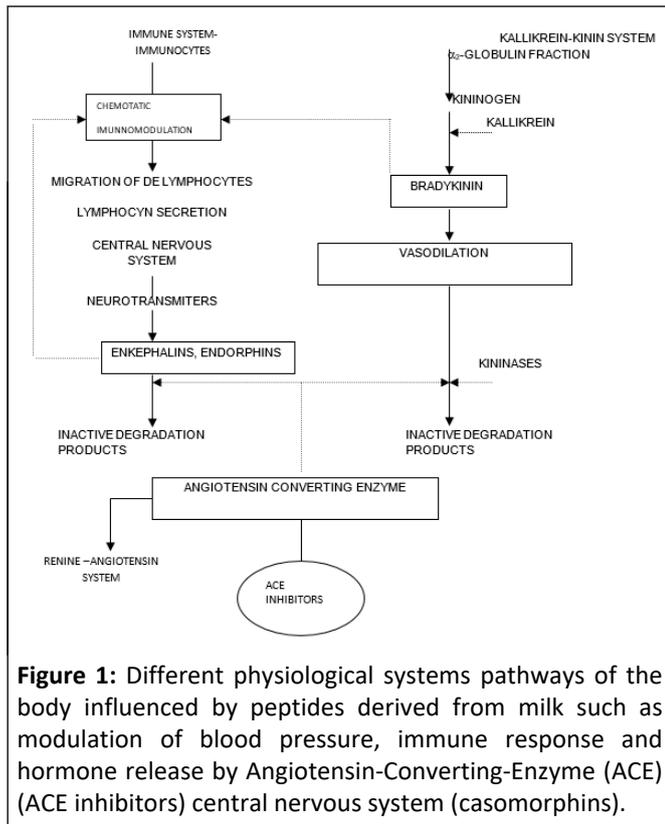 IMMUNE SYSTEM-
IMMUNOCYTES
CHEMOTATIC
IMUNNOMODULATION
MIGRATION OF DE LYMPHOCYTES
LYMPHOCYN SECRETION
CENTRAL NERVOUS
SYSTEM
NEUROTRANSMITERS
ENKEPHALINS, ENDORPHINS
INACTIVE DEGRADATION
PRODUCTS
KALLIKREIN-KININ SYSTEM
α₂-GLOBULIN FRACTION
KININOGEN
KALLIKREIN
BRADYKININ
VASODILATION
KININASES
INACTIVE DEGRADATION
PRODUCTS
ANGIOTENSIN CONVERTING ENZYME
RENINE –ANGIOTENSIN
SYSTEM
ACE
INHIBITORS
Figure 1: Different physiological systems pathways of the
body influenced by peptides derived from milk such as
modulation of blood pressure, immune response and
hormone release by Angiotensin-Converting-Enzyme (ACE)
(ACE inhibitors) central nervous system (casomorphins).